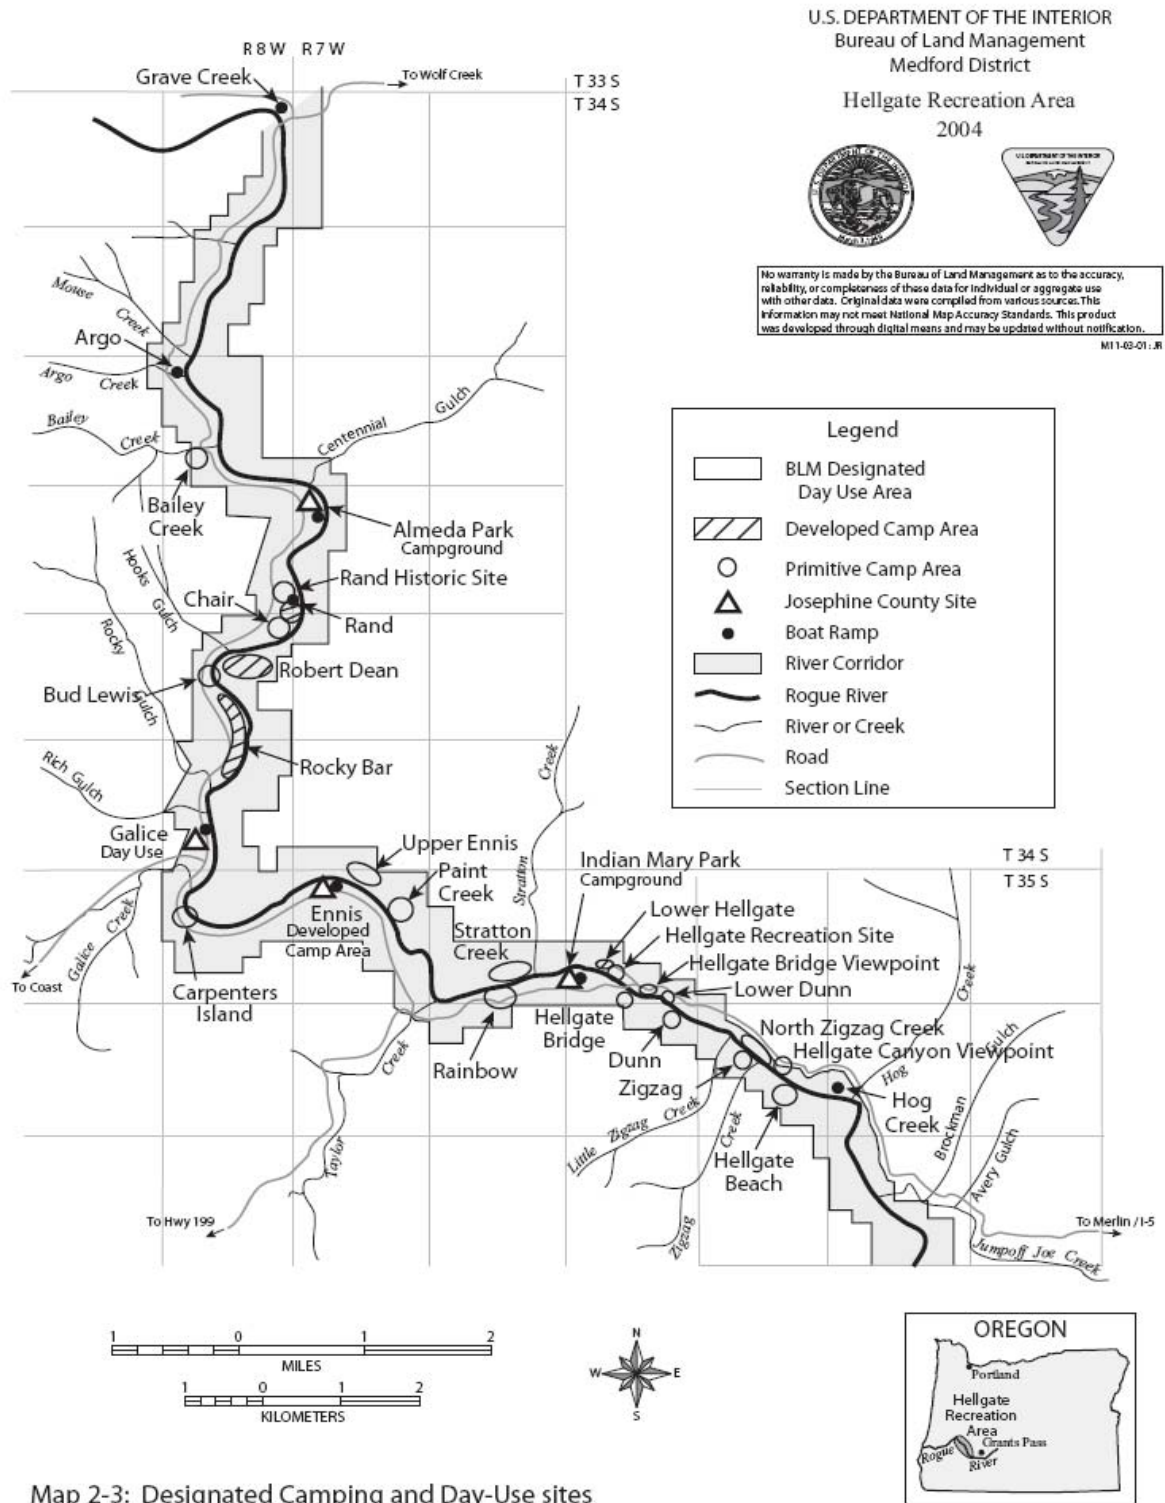 U.S. DEPARTMENT OF THE INTERIOR
Bureau of Land Management
Medford District
Hellgate Recreation Area
2004
U.S. DEPARTMENT OF THE INTERIOR
U.S. DEPARTMENT OF THE INTERIOR
BUREAU OF LAND MANAGEMENT
No warranty is made by the Bureau of Land Management as to the accuracy,
reliability, or completeness of these data for individual or aggregate use
with other data. Original data were compiled from various sources. This
information may not meet National Map Accuracy Standards. This product
was developed through digital means and may be updated without notification.
M11-03-01: JR
R 8 W
R 7 W
To Wolf Creek
T 33 S
T 34 S
Grave Creek
Mouse
Creek
Argo
Argo
Creek
Bailey
Creek
Centennial
Gulch
Bailey
Creek
Almeda Park
Campground
Hooks
Gulch
Rand Historic Site
Chair
Rand
Rocky
Gulch
Robert Dean
Bud Lewis
Rocky Bar
Rich Gulch
Galice
Day Use
Upper Ennis
Paint
Creek
Stratton
Creek
Ennis
Developed
Camp Area
Stratton
Creek
Indian Mary Park
Campground
Lower Hellgate
Hellgate Recreation Site
Hellgate Bridge Viewpoint
Lower Dunn
T 34 S
T 35 S
Galice
Creek
To Coast
Carpenters
Island
Hellgate
Bridge
Rainbow
Dunn
North Zigzag Creek
Hellgate Canyon Viewpoint
Zigzag
Hog
Creek
Hog
Creek
Brockman
Gulch
Avery Gulch
Little Zigzag Creek
Zigzag
Creek
Hellgate
Beach
Taylor
Creek
To Hwy 199
To Merlin / I-5
Jumpoff Joe Creek
Legend
BLM Designated
Day Use Area
Developed Camp Area
Primitive Camp Area
Josephine County Site
Boat Ramp
River Corridor
Rogue River
River or Creek
Road
Section Line
1 0 1 2
MILES
1 0 1 2
KILOMETERS
N
W E
S
OREGON
Portland
Hellgate
Recreation
Area
Grants Pass
Rogue
River
Map 2-3: Designated Camping and Day-Use sites